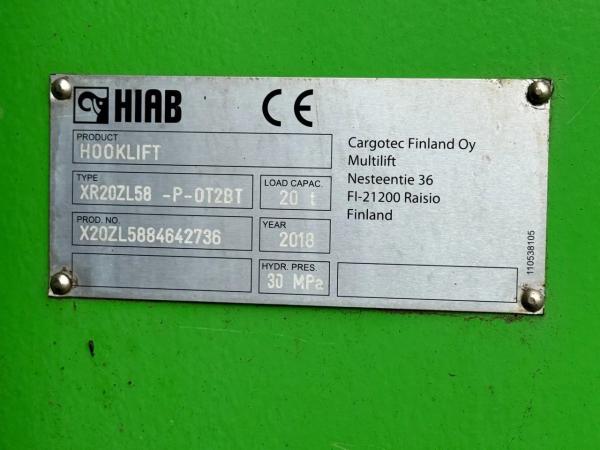 HIAB CE
PRODUCT
HOOKLIFT
TYPE
XR20ZL58 -P-OT2BT
LOAD CAPAC.
20 t
PROD. NO.
X20ZL5884642736
YEAR
2018
HYDR. PRES.
30 MPa
Cargotec Finland Oy
Multilift
Nesteentie 36
FI-21200 Raisio
Finland
110538105